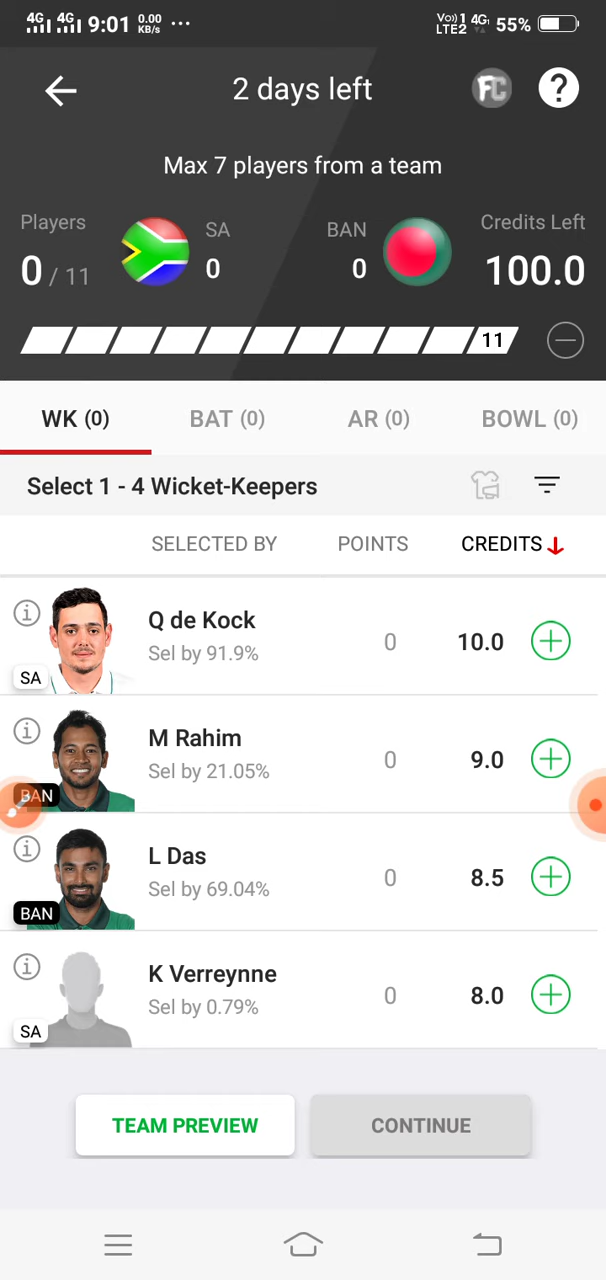 4G 4G 9:01 0.00 KB/s ... Vo)) 1 4G LTE2 55%
2 days left FC ?
Max 7 players from a team
Players SA BAN Credits Left
0 / 11 0 0 100.0
11
WK (0) BAT (0) AR (0) BOWL (0)
Select 1 - 4 Wicket-Keepers
SELECTED BY POINTS CREDITS
Q de Kock
Sel by 91.9% 0 10.0
SA
M Rahim
Sel by 21.05% 0 9.0
BAN
L Das
Sel by 69.04% 0 8.5
BAN
K Verreynne
Sel by 0.79% 0 8.0
SA
TEAM PREVIEW CONTINUE